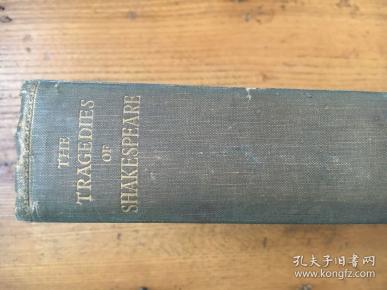 THE
TRAGEDIES
OF
SHAKESPEARE
孔夫子旧书网
www.kongfz.com